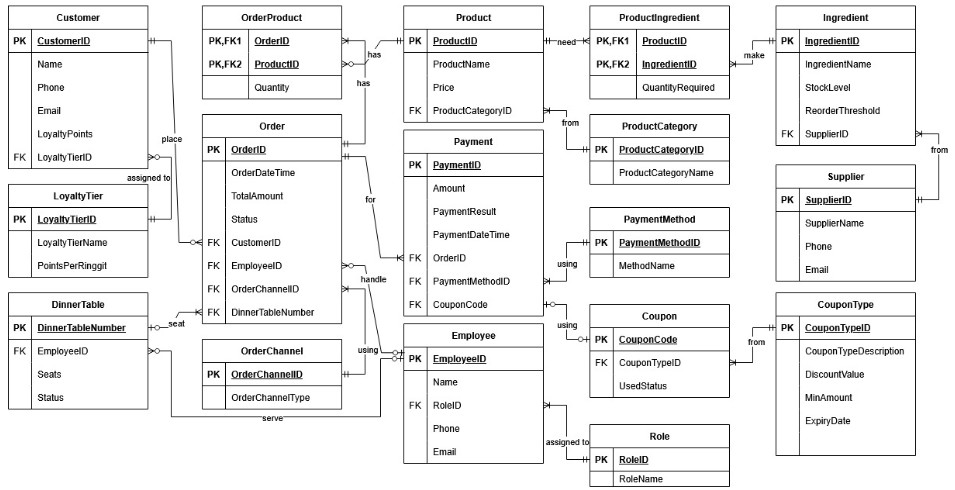 Customer
PK CustomerID
Name
Phone
Email
LoyaltyPoints
FK LoyaltyTierID
OrderProduct
PK,FK1 OrderID
PK,FK2 ProductID
Quantity
Product
PK ProductID
ProductName
Price
FK ProductCategoryID
ProductIngredient
PK,FK1 ProductID
PK,FK2 IngredientID
QuantityRequired
Ingredient
PK IngredientID
IngredientName
StockLevel
ReorderThreshold
FK SupplierID
has
need
make
has
place
from
from
assigned to
Order
PK OrderID
OrderDateTime
TotalAmount
Status
FK CustomerID
FK EmployeeID
FK OrderChannelID
FK DinnerTableNumber
Payment
PK PaymentID
Amount
PaymentResult
PaymentDateTime
FK OrderID
FK PaymentMethodID
FK CouponCode
ProductCategory
PK ProductCategoryID
ProductCategoryName
LoyaltyTier
PK LoyaltyTierID
LoyaltyTierName
PointsPerRinggit
Supplier
PK SupplierID
SupplierName
Phone
Email
for
PaymentMethod
PK PaymentMethodID
MethodName
using
handle
DinnerTable
PK DinnerTableNumber
FK EmployeeID
Seats
Status
seat
using
OrderChannel
PK OrderChannelID
OrderChannelType
Employee
PK EmployeeID
Name
FK RoleID
Phone
Email
using
Coupon
PK CouponCode
FK CouponTypeID
UsedStatus
from
CouponType
PK CouponTypeID
CouponTypeDescription
DiscountValue
MinAmount
ExpiryDate
serve
assigned to
Role
PK RoleID
RoleName